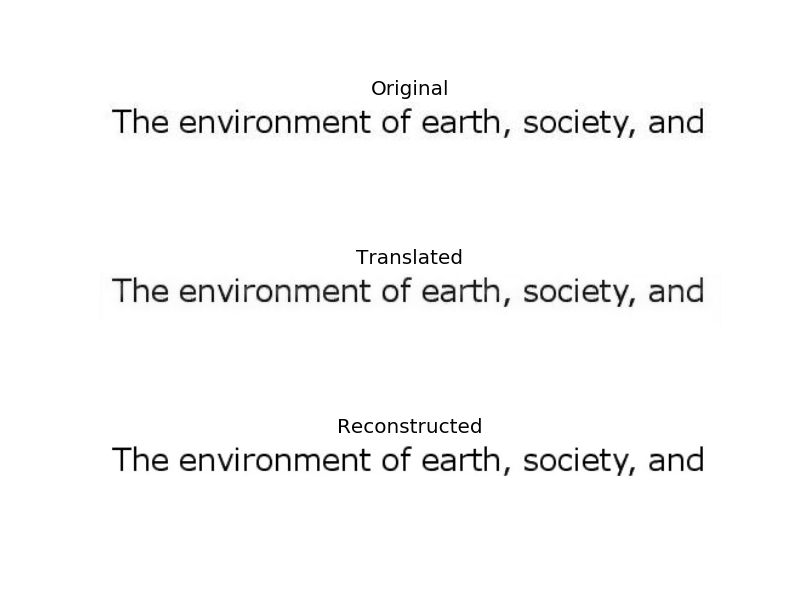 Original
The environment of earth, society, and
Translated
The environment of earth, society, and
Reconstructed
The environment of earth, society, and